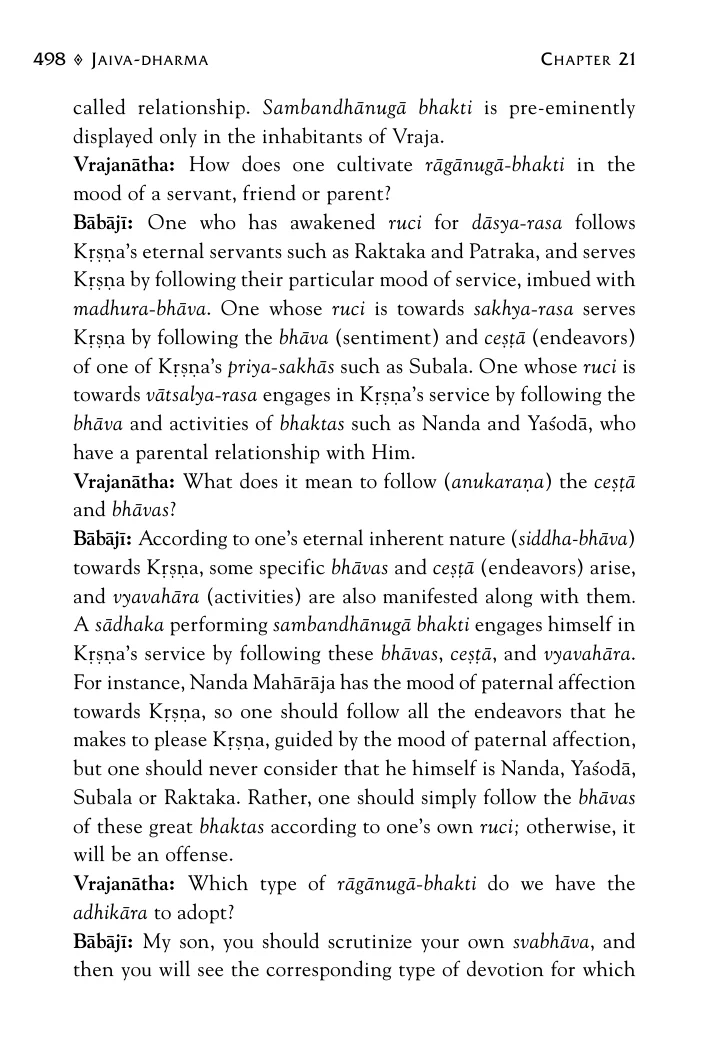 498 ◈ Jaiva-dharma Chapter 21
called relationship. Sambandhānugā bhakti is pre-eminently
displayed only in the inhabitants of Vraja.
Vrajanātha: How does one cultivate rāgānugā-bhakti in the
mood of a servant, friend or parent?
Bābājī: One who has awakened ruci for dāsya-rasa follows
Kṛṣṇa’s eternal servants such as Raktaka and Patraka, and serves
Kṛṣṇa by following their particular mood of service, imbued with
madhura-bhāva. One whose ruci is towards sakhya-rasa serves
Kṛṣṇa by following the bhāva (sentiment) and ceṣṭā (endeavors)
of one of Kṛṣṇa’s priya-sakhās such as Subala. One whose ruci is
towards vātsalya-rasa engages in Kṛṣṇa’s service by following the
bhāva and activities of bhaktas such as Nanda and Yaśodā, who
have a parental relationship with Him.
Vrajanātha: What does it mean to follow (anukaraṇa) the ceṣṭā
and bhāvas?
Bābājī: According to one’s eternal inherent nature (siddha-bhāva)
towards Kṛṣṇa, some specific bhāvas and ceṣṭā (endeavors) arise,
and vyavahāra (activities) are also manifested along with them.
A sādhaka performing sambandhānugā bhakti engages himself in
Kṛṣṇa’s service by following these bhāvas, ceṣṭā, and vyavahāra.
For instance, Nanda Mahārāja has the mood of paternal affection
towards Kṛṣṇa, so one should follow all the endeavors that he
makes to please Kṛṣṇa, guided by the mood of paternal affection,
but one should never consider that he himself is Nanda, Yaśodā,
Subala or Raktaka. Rather, one should simply follow the bhāvas
of these great bhaktas according to one’s own ruci; otherwise, it
will be an offense.
Vrajanātha: Which type of rāgānugā-bhakti do we have the
adhikāra to adopt?
Bābājī: My son, you should scrutinize your own svabhāva, and
then you will see the corresponding type of devotion for which